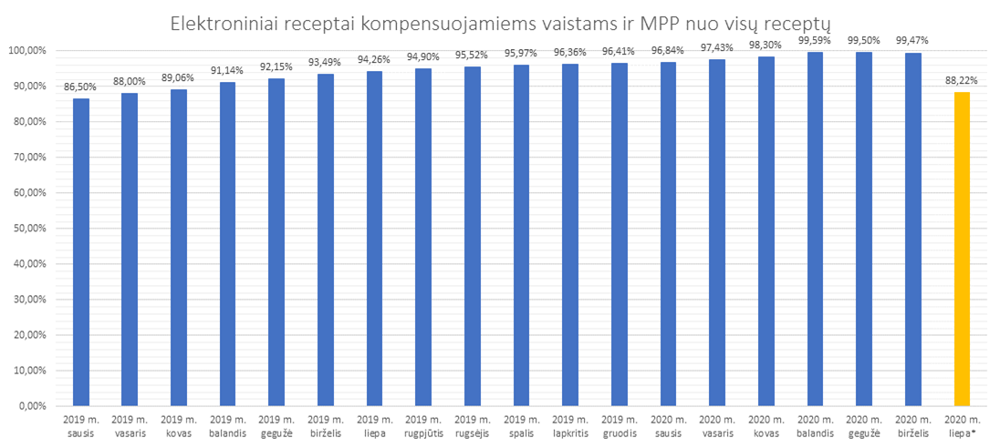 Elektroniniai receptai kompensuojamiems vaistams ir MPP nuo visų receptų
100,00%
90,00%
80,00%
70,00%
60,00%
50,00%
40,00%
30,00%
20,00%
10,00%
0,00%
86,50% 88,00% 89,06% 91,14% 92,15% 93,49% 94,26% 94,90% 95,52% 95,97% 96,36% 96,41% 96,84% 97,43% 98,30% 99,59% 99,50% 99,47% 88,22%
2019 m. 2019 m. 2019 m. 2019 m. 2019 m. 2019 m. 2019 m. 2019 m. 2019 m. 2019 m. 2019 m. 2019 m. 2020 m. 2020 m. 2020 m. 2020 m. 2020 m. 2020 m. 2020 m.
sausis vasaris kovas balandis gegužė birželis liepa rugpjūtis rugsėjis spalis lapkritis gruodis sausis vasaris kovas balandis gegužė birželis liepa*